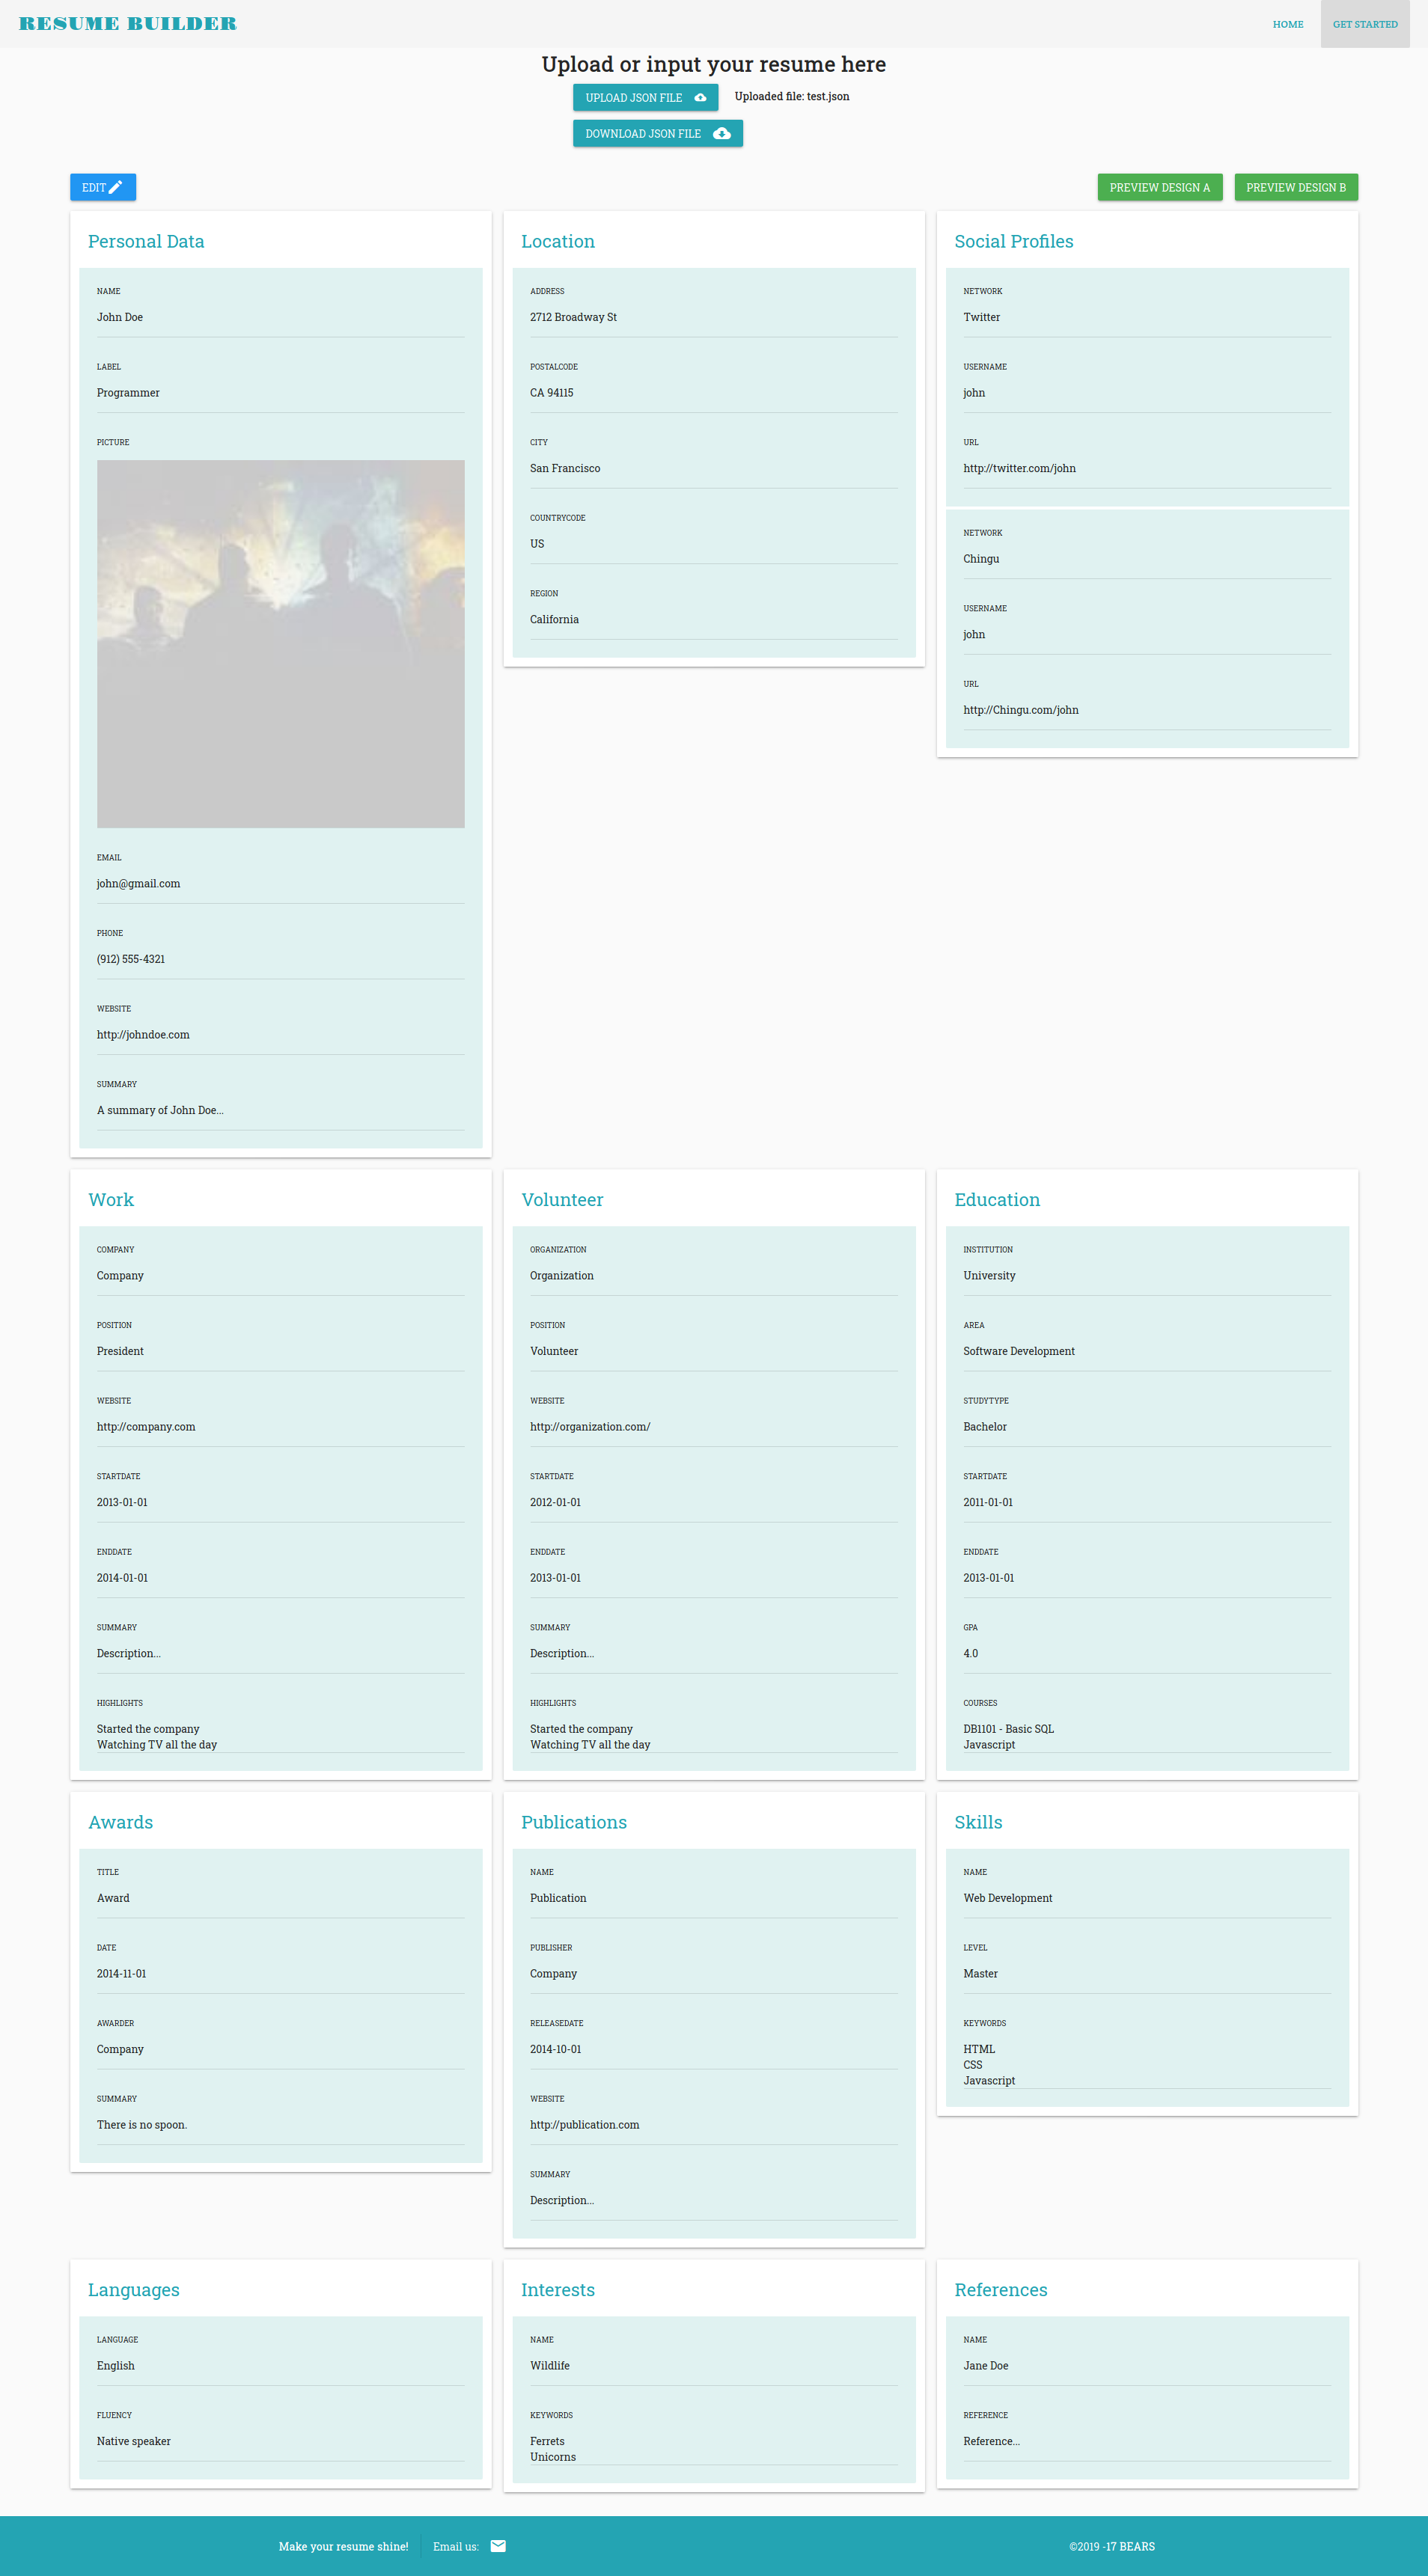 RESUME BUILDER
HOME
GET STARTED
Upload or input your resume here
UPLOAD JSON FILE
Uploaded file: test.json
DOWNLOAD JSON FILE
EDIT
PREVIEW DESIGN A
PREVIEW DESIGN B
Personal Data
NAME
John Doe
LABEL
Programmer
PICTURE
EMAIL
john@gmail.com
PHONE
(912) 555-4321
WEBSITE
http://johndoe.com
SUMMARY
A summary of John Doe...
Location
ADDRESS
2712 Broadway St
POSTALCODE
CA 94115
CITY
San Francisco
COUNTRYCODE
US
REGION
California
Social Profiles
NETWORK
Twitter
USERNAME
john
URL
http://twitter.com/john
NETWORK
Chingu
USERNAME
john
URL
http://Chingu.com/john
Work
COMPANY
Company
POSITION
President
WEBSITE
http://company.com
STARTDATE
2013-01-01
ENDDATE
2014-01-01
SUMMARY
Description...
HIGHLIGHTS
Started the company
Watching TV all the day
Volunteer
ORGANIZATION
Organization
POSITION
Volunteer
WEBSITE
http://organization.com/
STARTDATE
2012-01-01
ENDDATE
2013-01-01
SUMMARY
Description...
HIGHLIGHTS
Started the company
Watching TV all the day
Education
INSTITUTION
University
AREA
Software Development
STUDYTYPE
Bachelor
STARTDATE
2011-01-01
ENDDATE
2013-01-01
GPA
4.0
COURSES
DB1101 - Basic SQL
Javascript
Awards
TITLE
Award
DATE
2014-11-01
AWARDER
Company
SUMMARY
There is no spoon.
Publications
NAME
Publication
PUBLISHER
Company
RELEASEDATE
2014-10-01
WEBSITE
http://publication.com
SUMMARY
Description...
Skills
NAME
Web Development
LEVEL
Master
KEYWORDS
HTML
CSS
Javascript
Languages
LANGUAGE
English
FLUENCY
Native speaker
Interests
NAME
Wildlife
KEYWORDS
Ferrets
Unicorns
References
NAME
Jane Doe
REFERENCE
Reference...
Make your resume shine!
Email us:
©2019 -17 BEARS